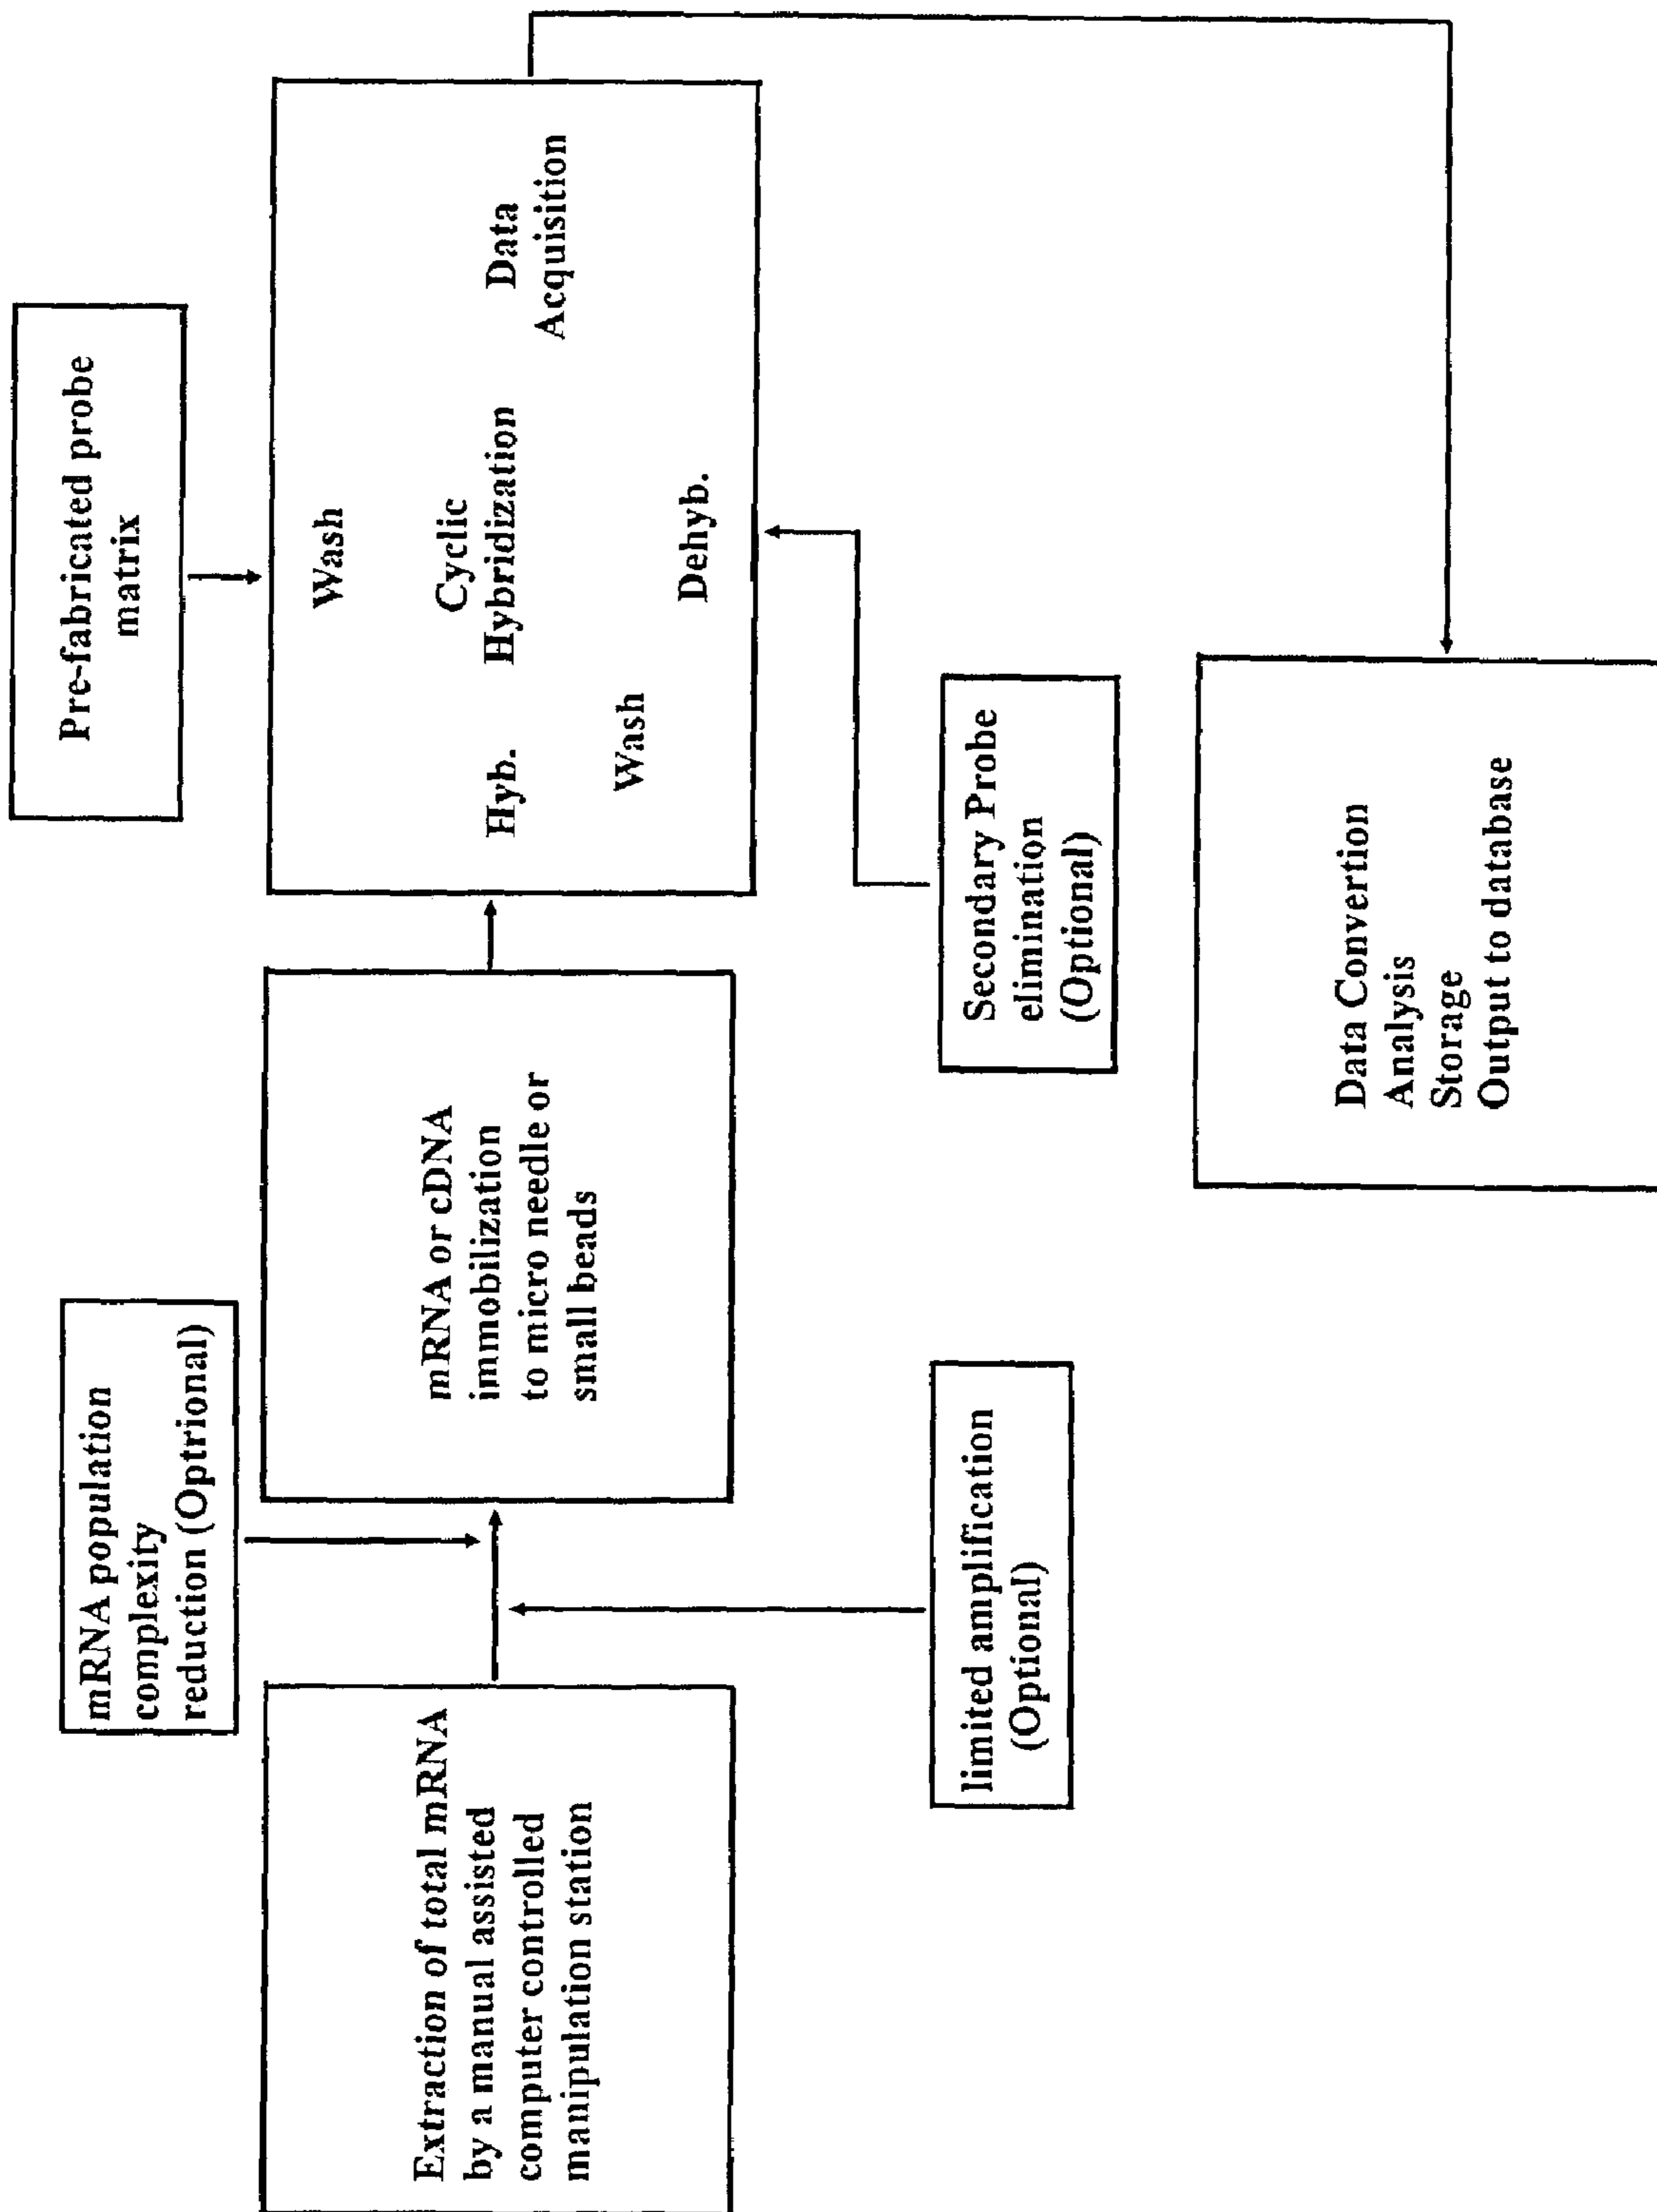 Extraction of total mRNA
by a manual assisted
computer controlled
manipulation station
mRNA population
complexity
reduction (Optrional)
limited amplification
(Optional)
mRNA or cDNA
immobilization
to micro needle or
small beads
Pre-fabricated probe
matrix
Wash
Cyclic
Hyb. Hybridization Data
Acquisition
Wash
Dehyb.
Secondary Probe
elimination
(Optional)
Data Convertion
Analysis
Storage
Output to database